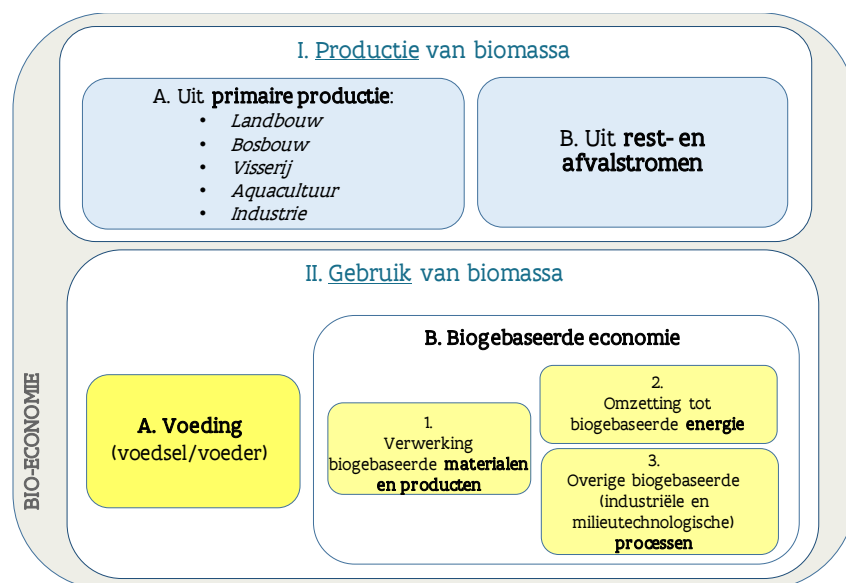 I. Productie van biomassa
A. Uit primaire productie:
• Landbouw
• Bosbouw
• Visserij
• Aquacultuur
• Industrie
B. Uit rest- en
afvalstromen
II. Gebruik van biomassa
A. Voeding
(voedsel/voeder)
B. Biogebaseerde economie
1.
Verwerking
biogebaseerde materialen
en producten
2.
Omzetting tot
biogebaseerde energie
3.
Overige biogebaseerde
(industriële en
milieutechnologische)
processen
BIO-ECONOMIE